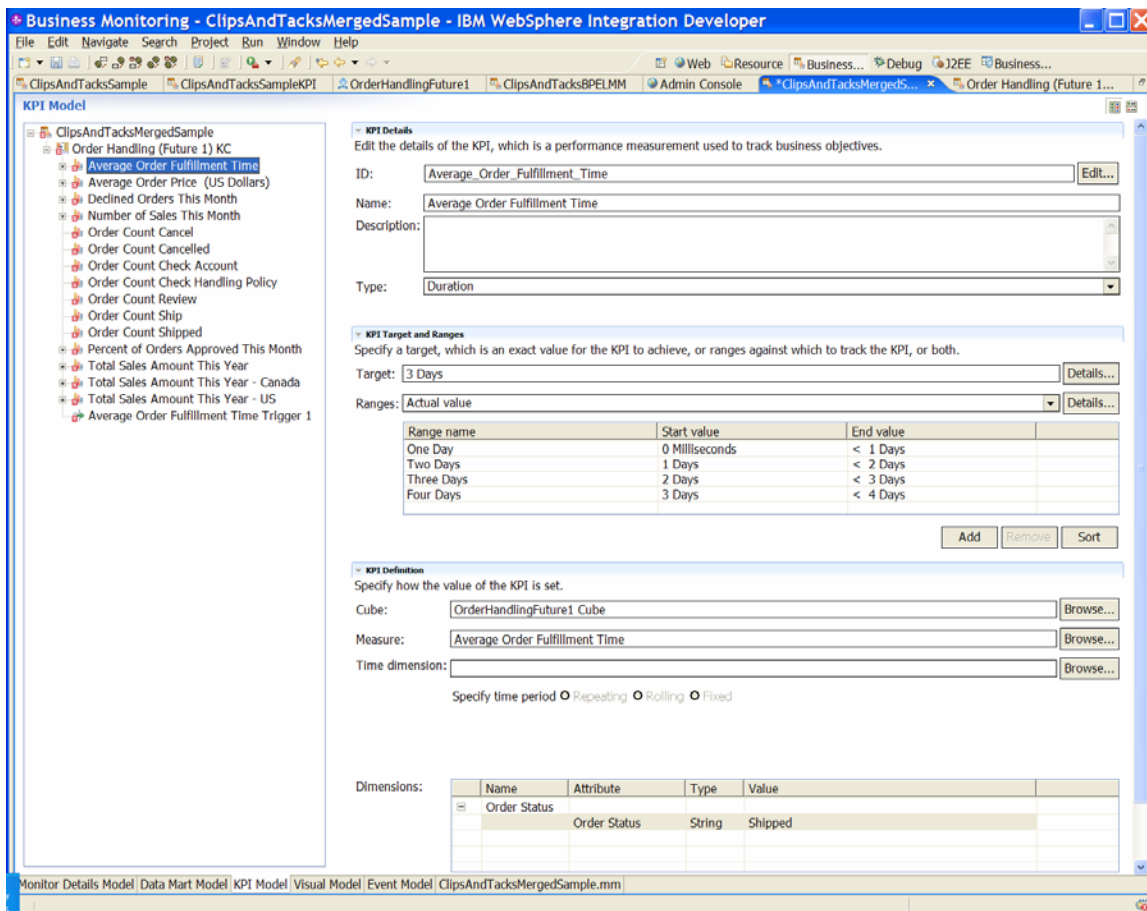 Business Monitoring - ClipsAndTacksMergedSample - IBM WebSphere Integration Developer
File Edit Navigate Search Project Run Window Help
Web Resource Business... Debug J2EE Business...
ClipsAndTacksSample ClipsAndTacksSampleKPI OrderHandlingFuture1 ClipsAndTacksBPELMM Admin Console *ClipsAndTacksMergedS... Order Handling (Future 1...
KPI Model
ClipsAndTacksMergedSample
Order Handling (Future 1) KC
Average Order Fulfillment Time
Average Order Price (US Dollars)
Declined Orders This Month
Number of Sales This Month
Order Count Cancel
Order Count Cancelled
Order Count Check Account
Order Count Check Handling Policy
Order Count Review
Order Count Ship
Order Count Shipped
Percent of Orders Approved This Month
Total Sales Amount This Year
Total Sales Amount This Year - Canada
Total Sales Amount This Year - US
Average Order Fulfillment Time Trigger 1
KPI Details
Edit the details of the KPI, which is a performance measurement used to track business objectives.
ID: Average_Order_Fulfillment_Time Edit...
Name: Average Order Fulfillment Time
Description:
Type: Duration
KPI Target and Ranges
Specify a target, which is an exact value for the KPI to achieve, or ranges against which to track the KPI, or both.
Target: 3 Days Details...
Ranges: Actual value Details...
Range name Start value End value
One Day 0 Milliseconds < 1 Days
Two Days 1 Days < 2 Days
Three Days 2 Days < 3 Days
Four Days 3 Days < 4 Days
Add Remove Sort
KPI Definition
Specify how the value of the KPI is set.
Cube: OrderHandlingFuture1 Cube Browse...
Measure: Average Order Fulfillment Time Browse...
Time dimension: Browse...
Specify time period Repeating Rolling Fixed
Dimensions: Name Attribute Type Value
Order Status
Order Status String Shipped
Monitor Details Model Data Mart Model KPI Model Visual Model Event Model ClipsAndTacksMergedSample.mm